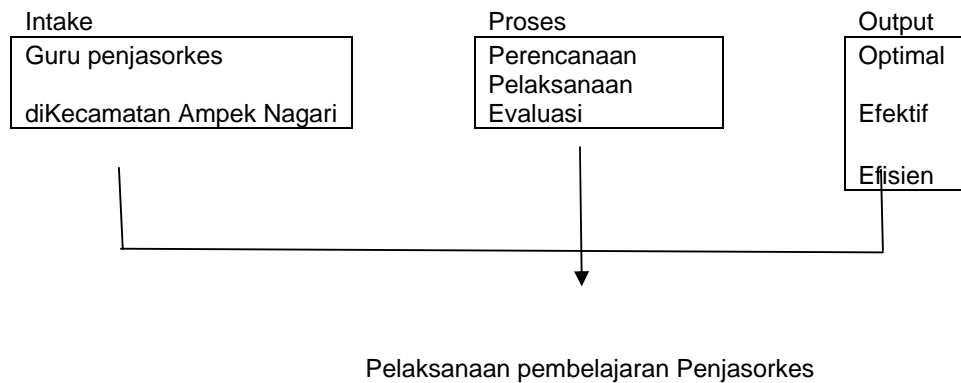 Intake
Guru penjasorkes
diKecamatan Ampek Nagari
Proses
Perencanaan
Pelaksanaan
Evaluasi
Output
Optimal
Efektif
Efisien
Pelaksanaan pembelajaran Penjasorkes